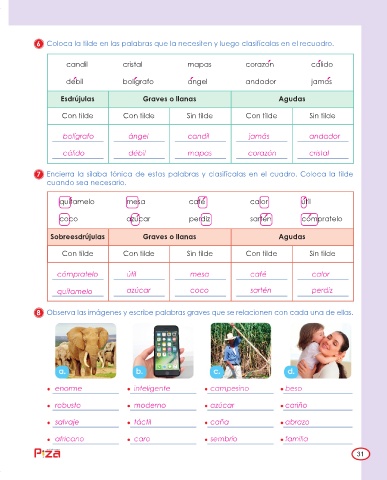 6 Coloca la tilde en las palabras que la necesiten y luego clasifícalas en el recuadro.
candil cristal mapas corazón cálido
débil bolígrafo ángel andador jamás
Esdrújulas Graves o llanas Agudas
Con tilde Con tilde Sin tilde Con tilde Sin tilde
bolígrafo ángel candil jamás andador
cálido débil mapas corazón cristal
7 Encierra la sílaba tónica de estas palabras y clasifícalas en el cuadro. Coloca la tilde
cuando sea necesario.
quítamelo mesa café calor útil
coco azúcar perdiz sartén cómpratelo
Sobreesdrújulas Graves o llanas Agudas
Con tilde Con tilde Sin tilde Con tilde Sin tilde
cómpratelo útil mesa café calor
quítamelo azúcar coco sartén perdiz
8 Observa las imágenes y escribe palabras graves que se relacionen con cada una de ellas.
a. b. c. d.
enorme inteligente campesino beso
robusto moderno azúcar cariño
salvaje táctil caña abrazo
africano caro sembrío familia
31